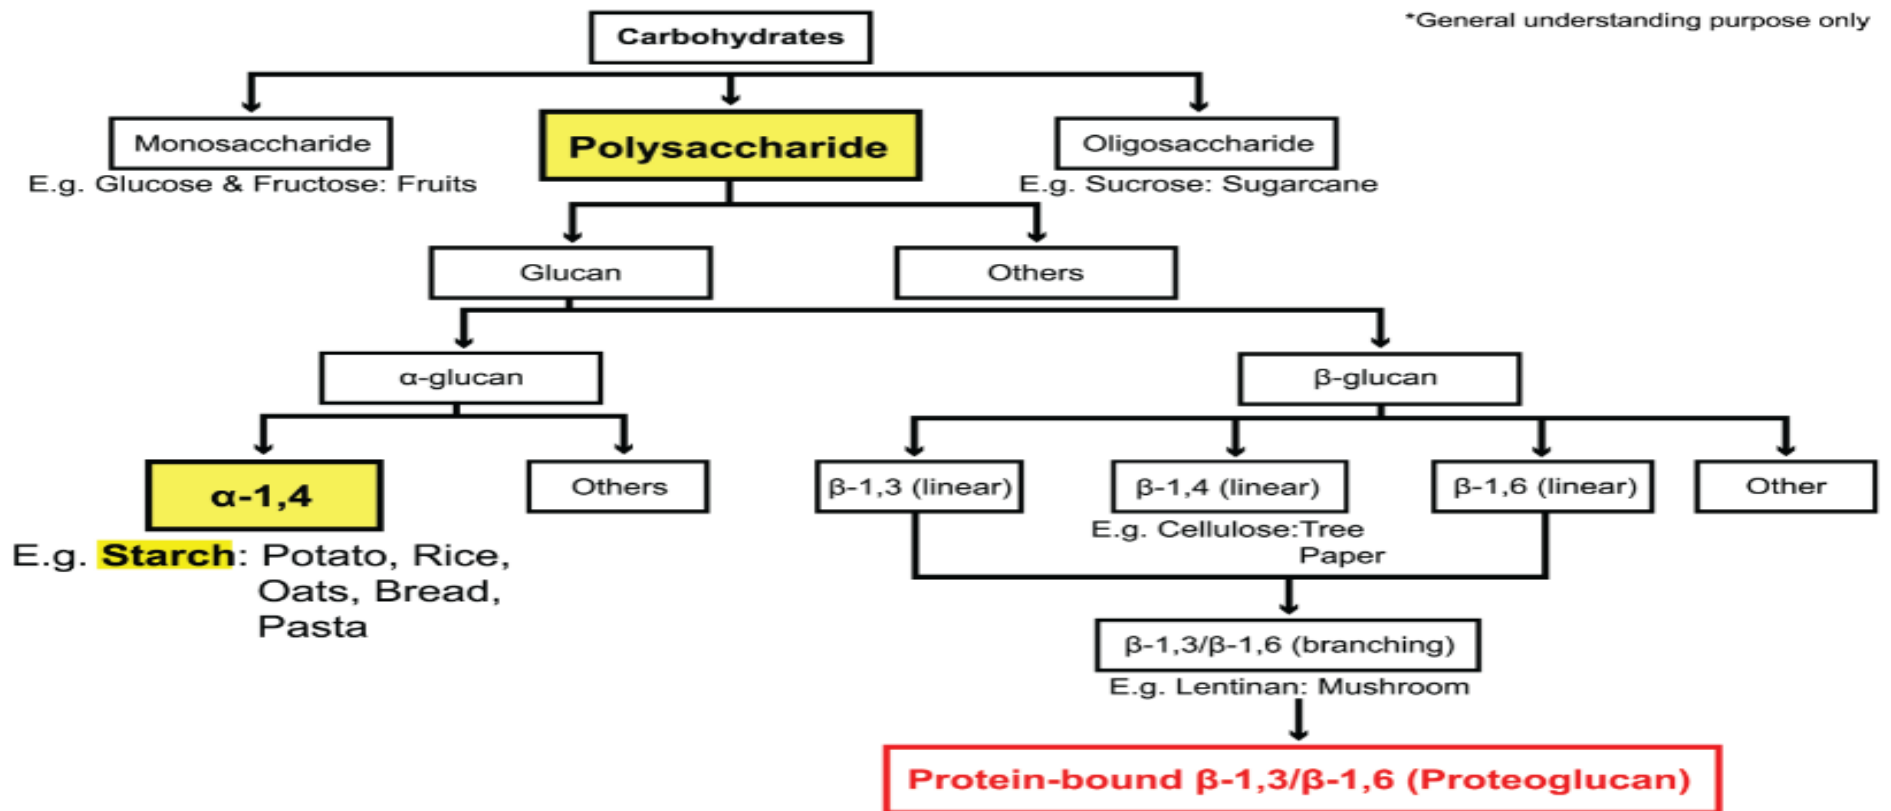 *General understanding purpose only
Carbohydrates
Monosaccharide
E.g. Glucose & Fructose: Fruits
Polysaccharide
Oligosaccharide
E.g. Sucrose: Sugarcane
Glucan
Others
α-glucan
β-glucan
α-1,4
E.g. Starch: Potato, Rice,
Oats, Bread,
Pasta
Others
β-1,3 (linear)
β-1,4 (linear)
E.g. Cellulose:Tree
Paper
β-1,6 (linear)
Other
β-1,3/β-1,6 (branching)
E.g. Lentinan: Mushroom
Protein-bound β-1,3/β-1,6 (Proteoglucan)